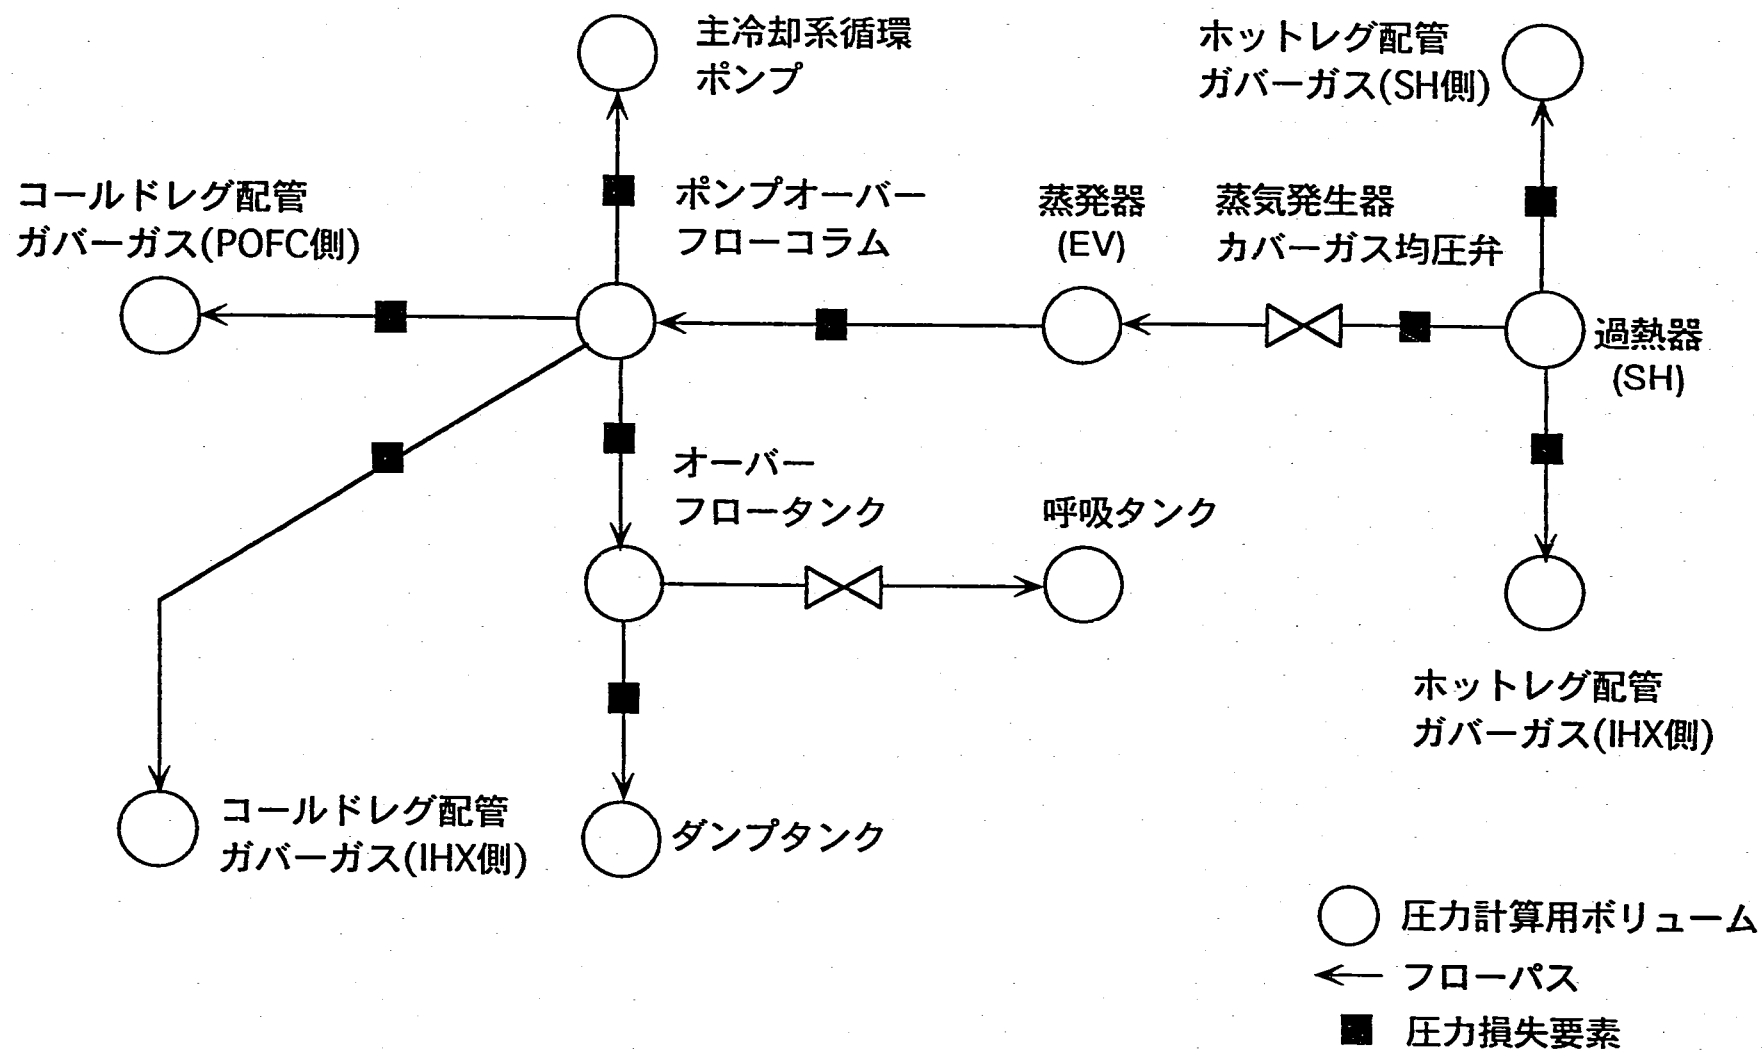 主冷却系循環
ポンプ
ホットレグ配管
ガバーガス(SH側)
コールドレグ配管
ガバーガス(POFC側)
ポンプオーバー
フローコラム
蒸発器
(EV)
蒸気発生器
カバーガス均圧弁
過熱器
(SH)
オーバー
フロータンク
呼吸タンク
ホットレグ配管
ガバーガス(IHX側)
コールドレグ配管
ガバーガス(IHX側)
ダンプタンク
圧力計算用ボリューム
フローパス
圧力損失要素